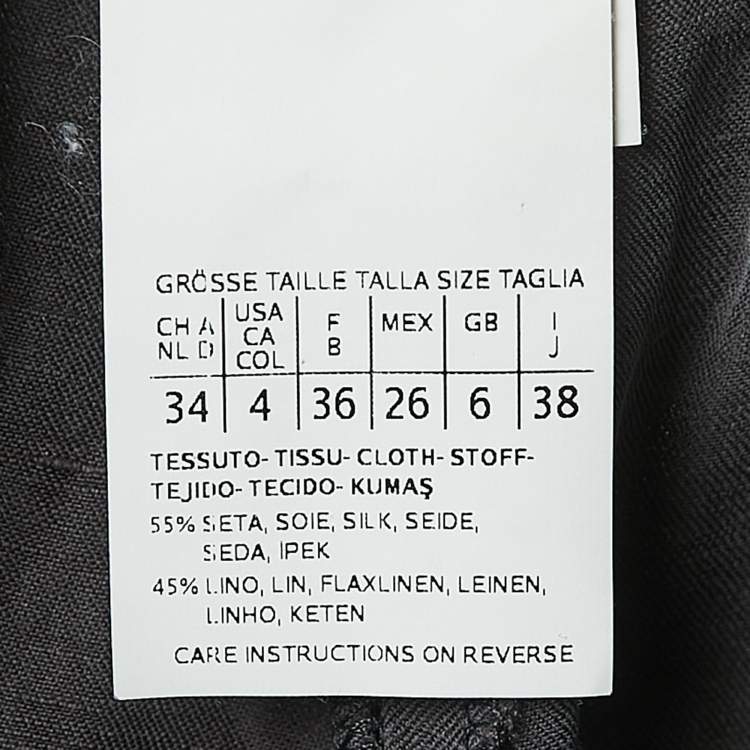 GRÖSSE TAILLE TALLA SIZE TAGLIA
CH A NL D | USA CA COL | F B | MEX | GB | I J
34 | 4 | 36 | 26 | 6 | 38
TESSUTO- TISSU- CLOTH- STOFF-
TEJIDO- TECIDO- KUMAŞ
55% SETA, SOIE, SILK, SEIDE,
SEDA, İPEK
45% LINO, LIN, FLAXLINEN, LEINEN,
LINHO, KETEN
CARE INSTRUCTIONS ON REVERSE